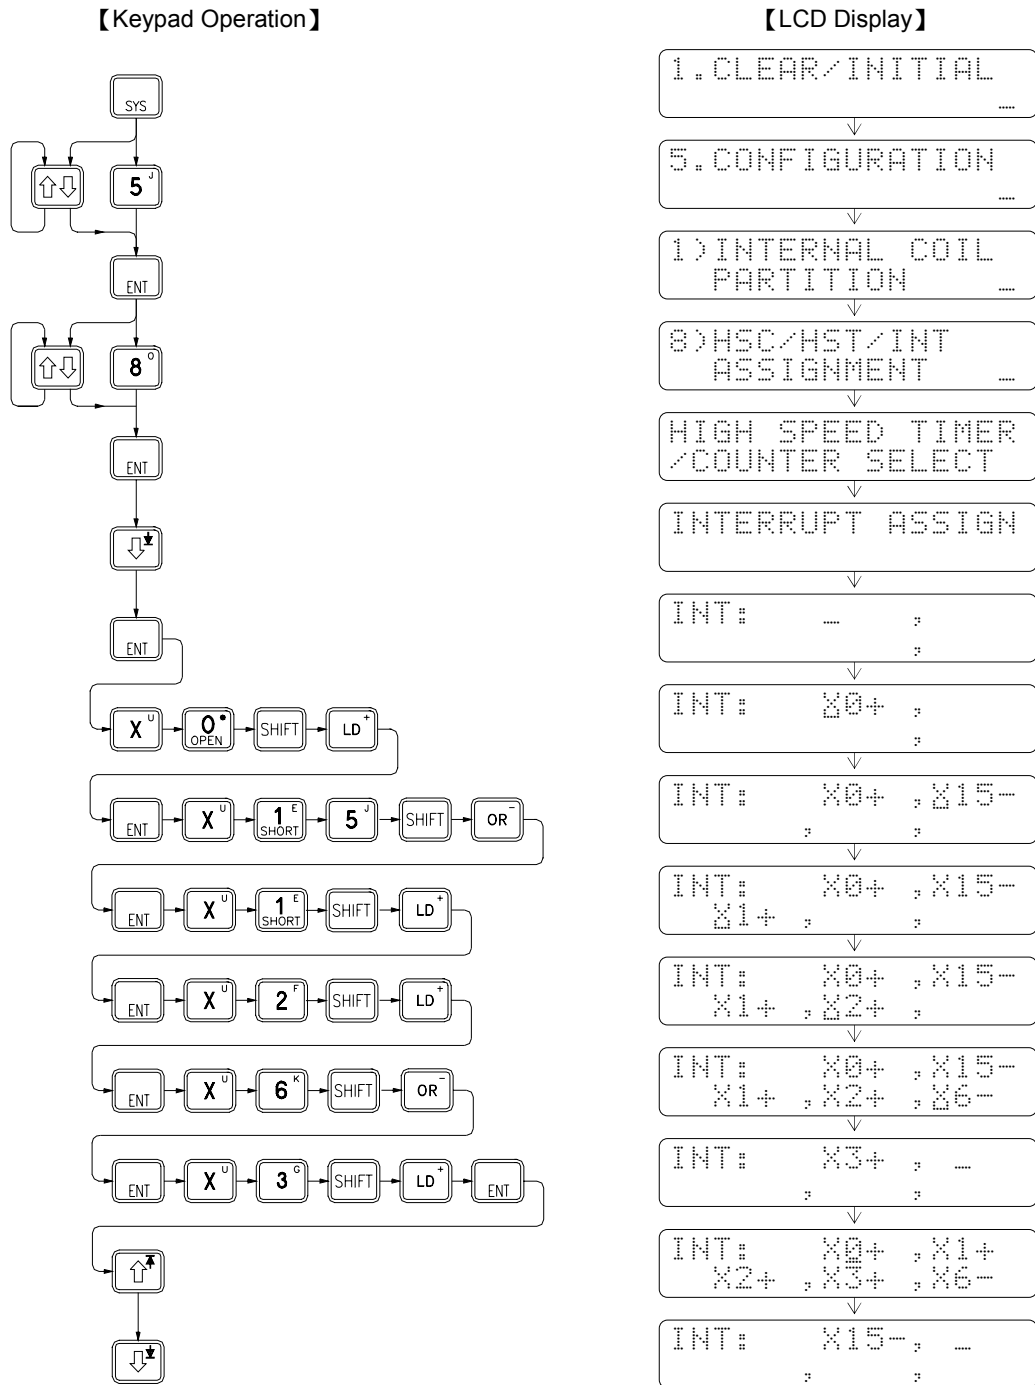 【Keypad Operation】
【LCD Display】
SYS
5 J
ENT
8 O
ENT
ENT
X U 0 • OPEN SHIFT LD +
ENT X U 1 E SHORT 5 J SHIFT OR -
ENT X U 1 E SHORT SHIFT LD +
ENT X U 2 F SHIFT LD +
ENT X U 6 K SHIFT OR -
ENT X U 3 G SHIFT LD + ENT
1.CLEAR/INITIAL
_
5.CONFIGURATION
_
1)INTERNAL COIL
PARTITION _
8)HSC/HST/INT
ASSIGNMENT _
HIGH SPEED TIMER
/COUNTER SELECT
INTERRUPT ASSIGN
INT: _ ,
,
INT: X0+ ,
,
INT: X0+ ,X15-
, ,
INT: X0+ ,X15-
X1+ , ,
INT: X0+ ,X15-
X1+ ,X2+ ,
INT: X0+ ,X15-
X1+ ,X2+ ,X6-
INT: X3+ , _
, ,
INT: X0+ ,X1+
X2+ ,X3+ ,X6-
INT: X15-, _
, ,